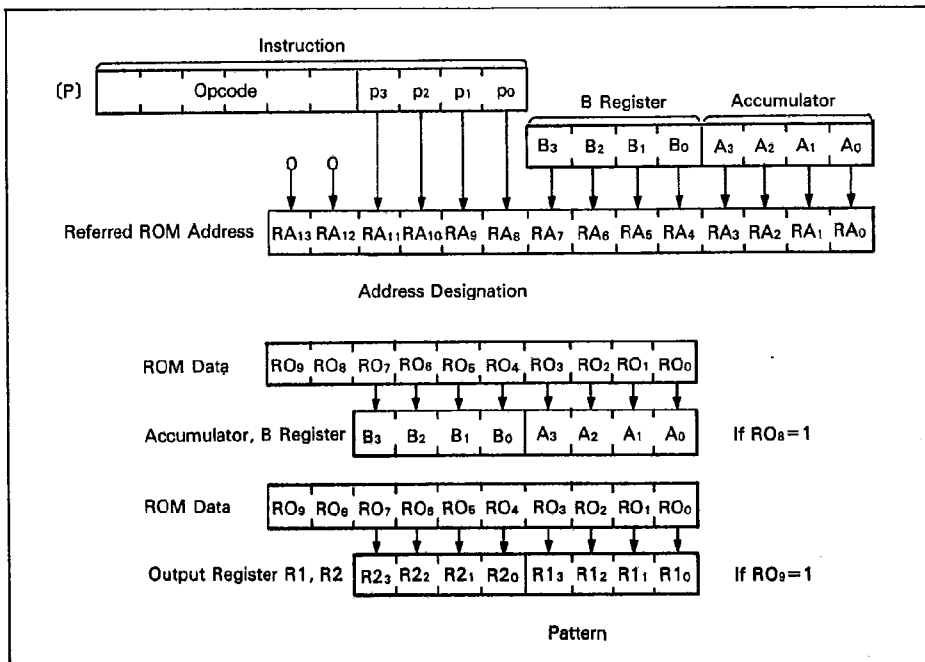 Instruction
(P) Opcode p3 p2 p1 p0
B Register Accumulator
B3 B2 B1 B0 A3 A2 A1 A0
0 0
Referred ROM Address RA13 RA12 RA11 RA10 RA9 RA8 RA7 RA6 RA5 RA4 RA3 RA2 RA1 RA0
Address Designation
ROM Data RO9 RO8 RO7 RO6 RO5 RO4 RO3 RO2 RO1 RO0
Accumulator, B Register B3 B2 B1 B0 A3 A2 A1 A0 If RO8=1
ROM Data RO9 RO8 RO7 RO6 RO5 RO4 RO3 RO2 RO1 RO0
Output Register R1, R2 R23 R22 R21 R20 R13 R12 R11 R10 If RO9=1
Pattern